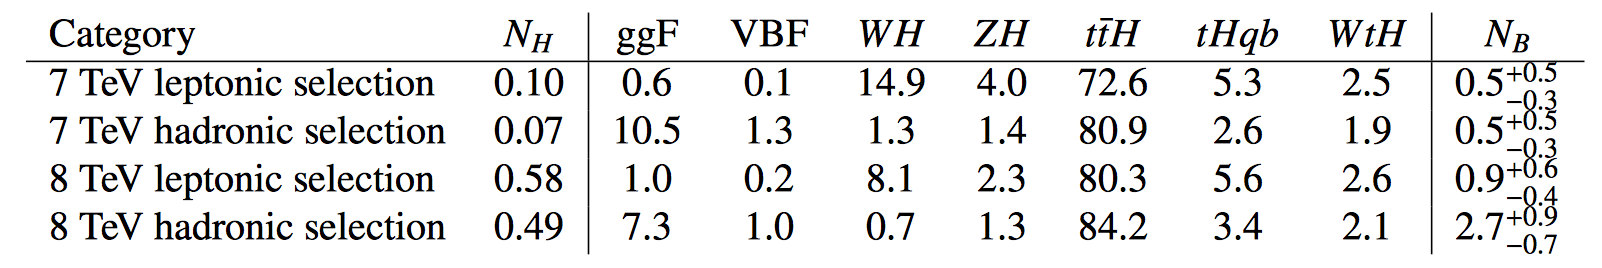 Category N_H ggF VBF WH ZH tt̄H tHqb WtH N_B
7 TeV leptonic selection 0.10 0.6 0.1 14.9 4.0 72.6 5.3 2.5 0.5 +0.5 −0.3
7 TeV hadronic selection 0.07 10.5 1.3 1.3 1.4 80.9 2.6 1.9 0.5 +0.5 −0.3
8 TeV leptonic selection 0.58 1.0 0.2 8.1 2.3 80.3 5.6 2.6 0.9 +0.6 −0.4
8 TeV hadronic selection 0.49 7.3 1.0 0.7 1.3 84.2 3.4 2.1 2.7 +0.9 −0.7